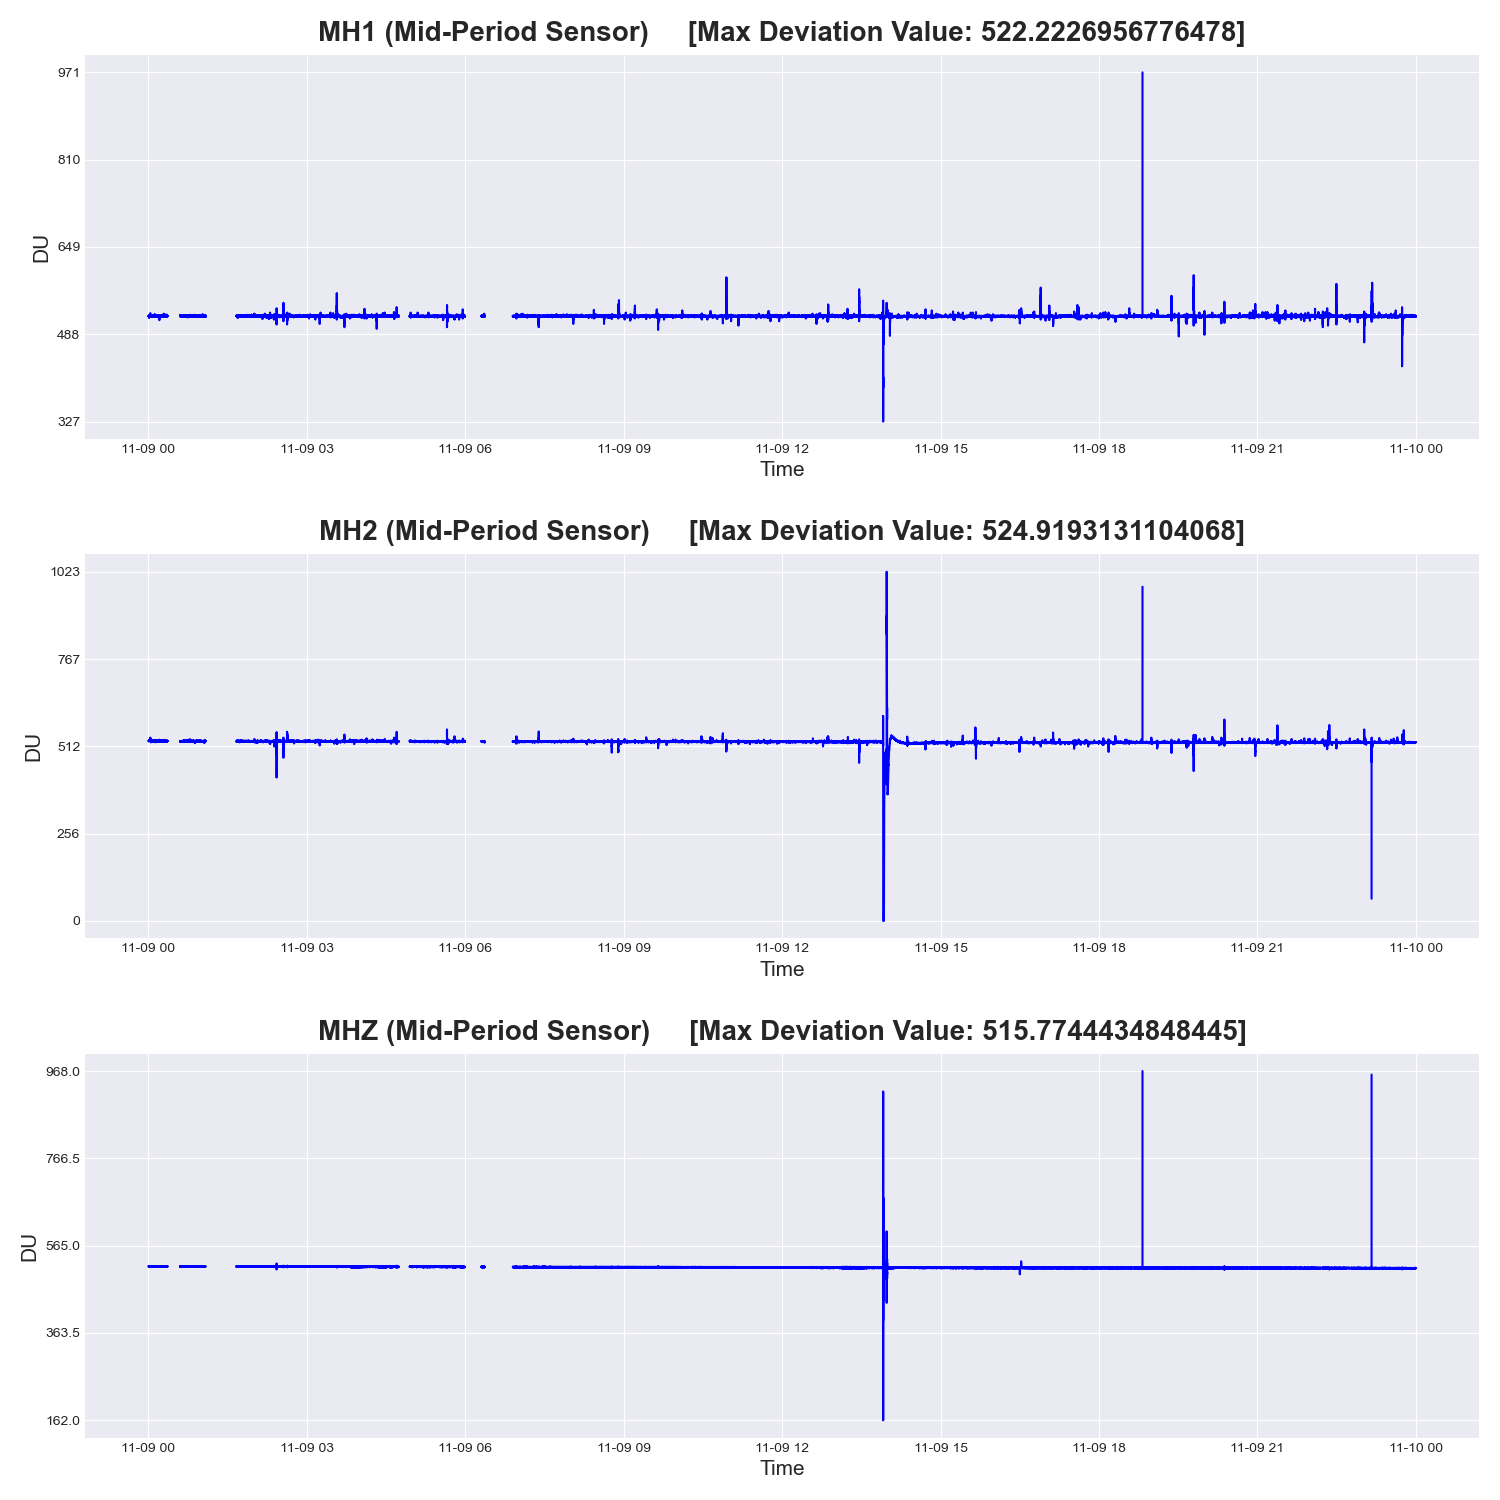 MH1 (Mid-Period Sensor) [Max Deviation Value: 522.2226956776478]
971
810
649
488
327
DU
11-09 00 11-09 03 11-09 06 11-09 09 11-09 12 11-09 15 11-09 18 11-09 21 11-10 00
Time
MH2 (Mid-Period Sensor) [Max Deviation Value: 524.9193131104068]
1023
767
512
256
0
DU
11-09 00 11-09 03 11-09 06 11-09 09 11-09 12 11-09 15 11-09 18 11-09 21 11-10 00
Time
MHZ (Mid-Period Sensor) [Max Deviation Value: 515.7744434848445]
968.0
766.5
565.0
363.5
162.0
DU
11-09 00 11-09 03 11-09 06 11-09 09 11-09 12 11-09 15 11-09 18 11-09 21 11-10 00
Time